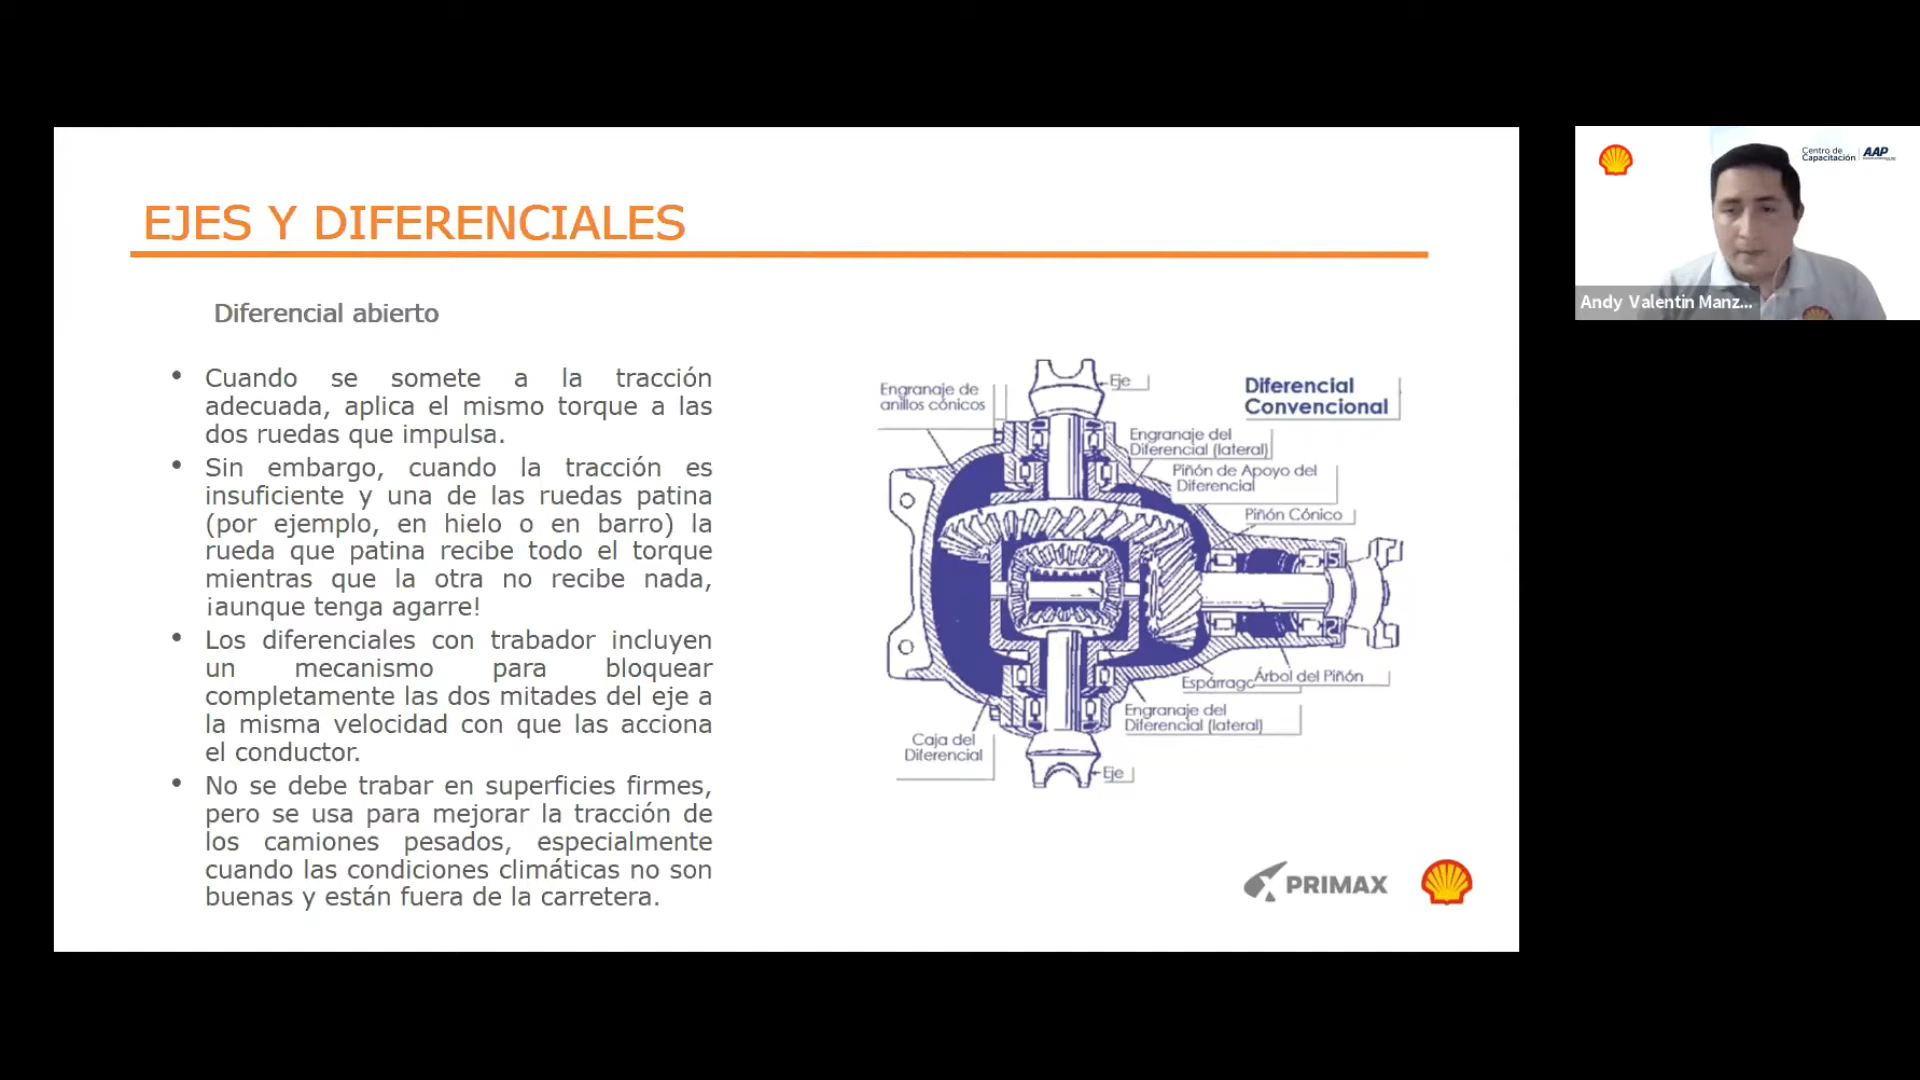 EJES Y DIFERENCIALES
Diferencial abierto
• Cuando se somete a la tracción
adecuada, aplica el mismo torque a las
dos ruedas que impulsa.
• Sin embargo, cuando la tracción es
insuficiente y una de las ruedas patina
(por ejemplo, en hielo o en barro) la
rueda que patina recibe todo el torque
mientras que la otra no recibe nada,
¡aunque tenga agarre!
• Los diferenciales con trabador incluyen
un mecanismo para bloquear
completamente las dos mitades del eje a
la misma velocidad con que las acciona
el conductor.
• No se debe trabar en superficies firmes,
pero se usa para mejorar la tracción de
los camiones pesados, especialmente
cuando las condiciones climáticas no son
buenas y están fuera de la carretera.
Diferencial
Convencional
Engranaje de
anillos cónicos
Eje
Engranaje del
Diferencial (lateral)
Piñón de Apoyo del
Diferencial
Piñón Cónico
Espárrago
Árbol del Piñón
Engranaje del
Diferencial (lateral)
Caja del
Diferencial
Eje
PRIMAX
Centro de
Capacitación
AAP
Andy Valentin Manz...